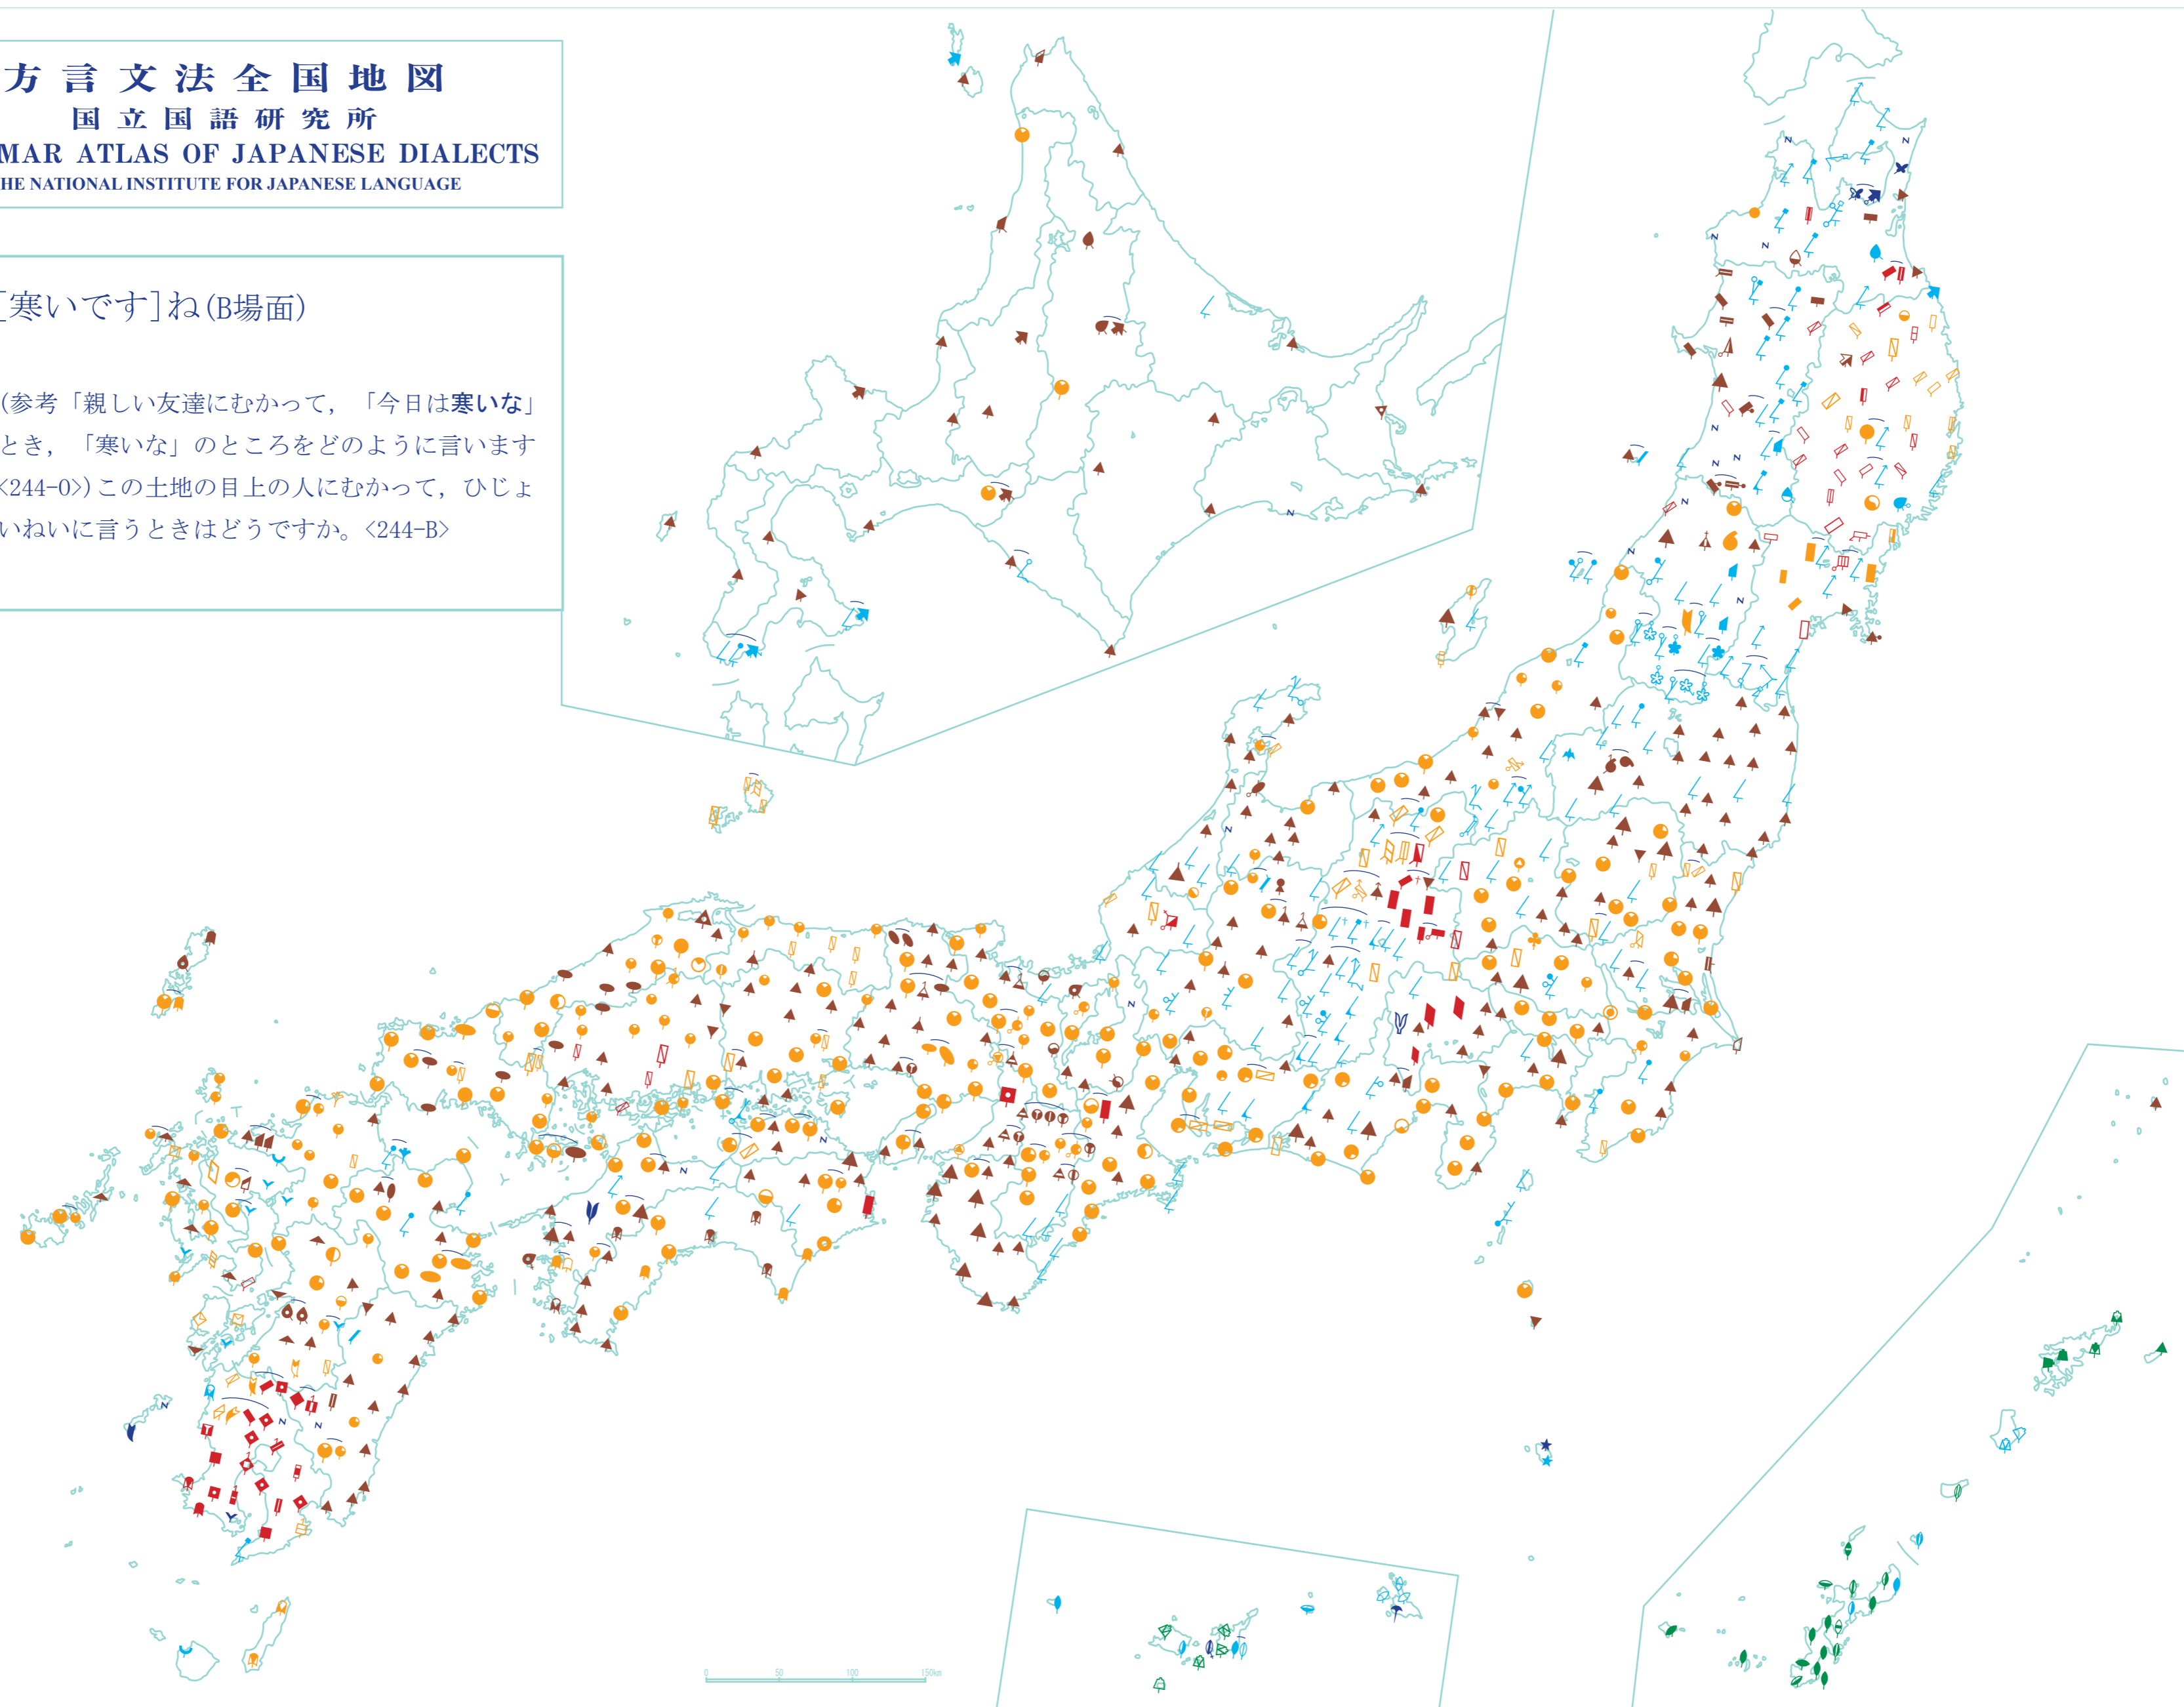 方言文法全国地図
国立国語研究所
MAR ATLAS OF JAPANESE DIALECTS
HE NATIONAL INSTITUTE FOR JAPANESE LANGUAGE
[寒いです]ね(B場面)
(参考「親しい友達にむかって，「今日は寒いな」
とき，「寒いな」のところをどのように言います
<244-0>)この土地の目上の人にむかって，ひじょ
いねいに言うときはどうですか。<244-B>
0 50 100 150km